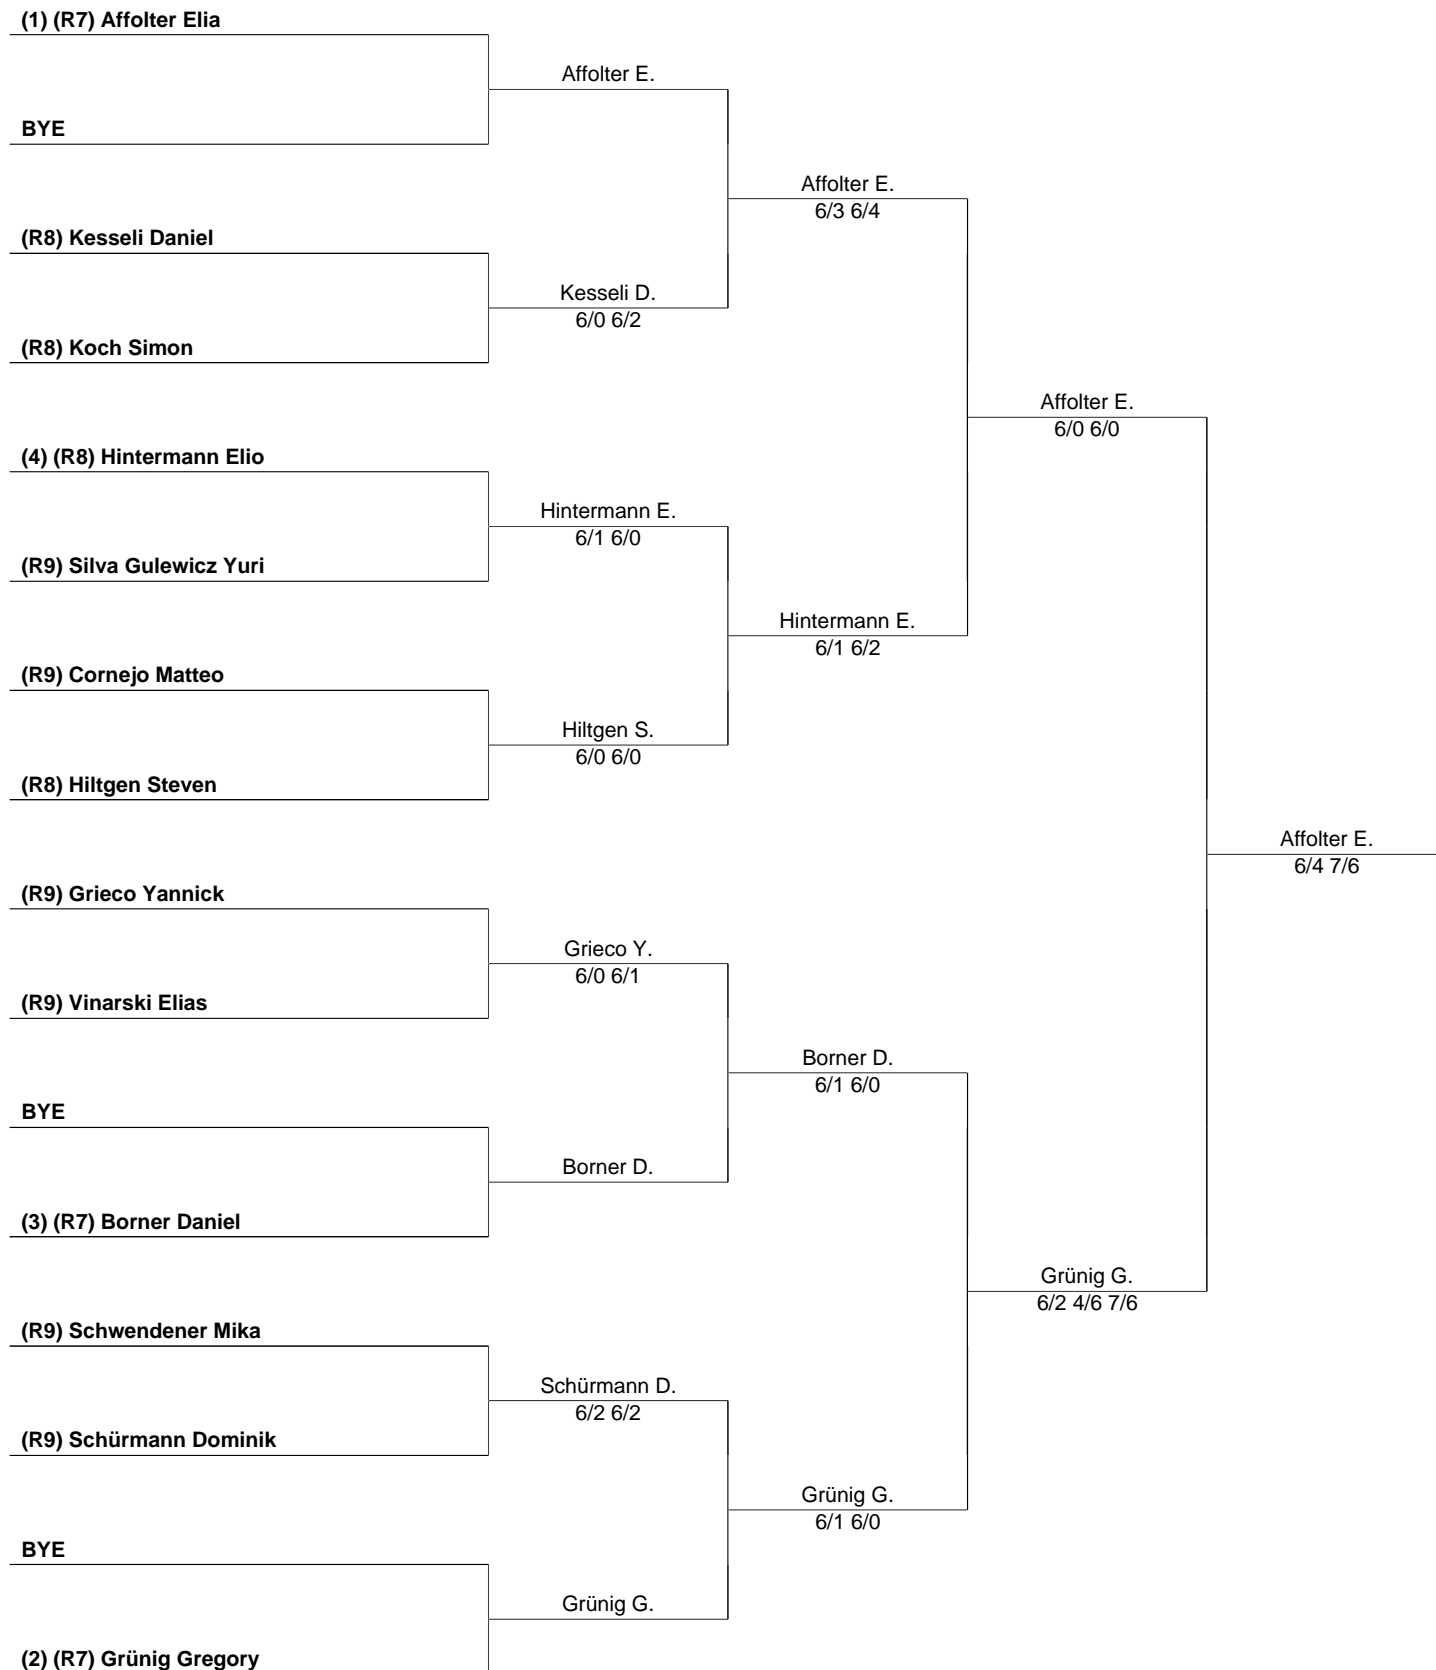 (1) (R7) Affolter Elia
Affolter E.
BYE
Affolter E.
6/3 6/4
(R8) Kesseli Daniel
Kesseli D.
6/0 6/2
(R8) Koch Simon
Affolter E.
6/0 6/0
(4) (R8) Hintermann Elio
Hintermann E.
6/1 6/0
(R9) Silva Gulewicz Yuri
Hintermann E.
6/1 6/2
(R9) Cornejo Matteo
Hiltgen S.
6/0 6/0
(R8) Hiltgen Steven
Affolter E.
6/4 7/6
(R9) Grieco Yannick
Grieco Y.
6/0 6/1
(R9) Vinarski Elias
Borner D.
6/1 6/0
BYE
Borner D.
(3) (R7) Borner Daniel
Grünig G.
6/2 4/6 7/6
(R9) Schwendener Mika
Schürmann D.
6/2 6/2
(R9) Schürmann Dominik
Grünig G.
6/1 6/0
BYE
Grünig G.
(2) (R7) Grünig Gregory